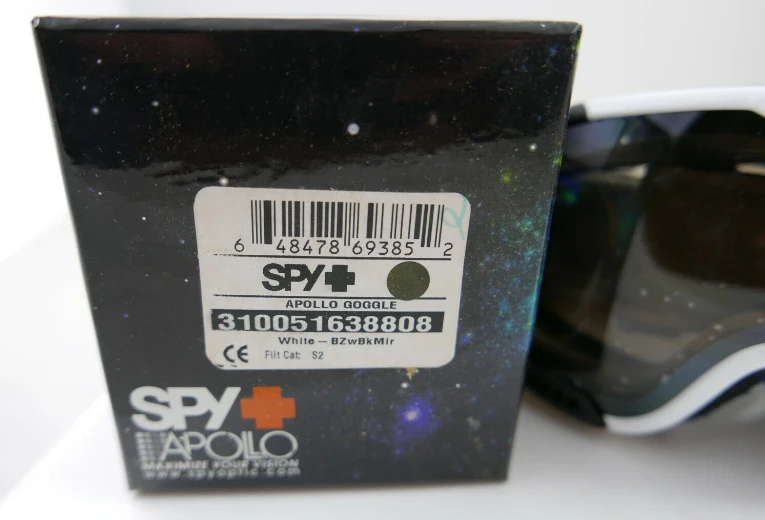 6 48478 69385 2
SPY+
APOLLO GOGGLE
310051638808
White — BZwBkMir
CE Filt Cat: S2
SPY+
APOLLO
MAXIMIZE YOUR VISION
www.spyoptic.com